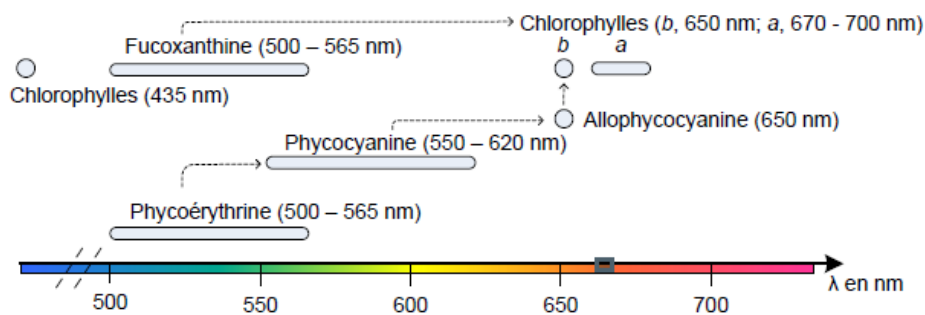 Chlorophylles (b, 650 nm; a, 670 - 700 nm)
Fucoxanthine (500 – 565 nm)
b
a
Chlorophylles (435 nm)
Allophycocyanine (650 nm)
Phycocyanine (550 – 620 nm)
Phycoérythrine (500 – 565 nm)
λ en nm
500 550 600 650 700